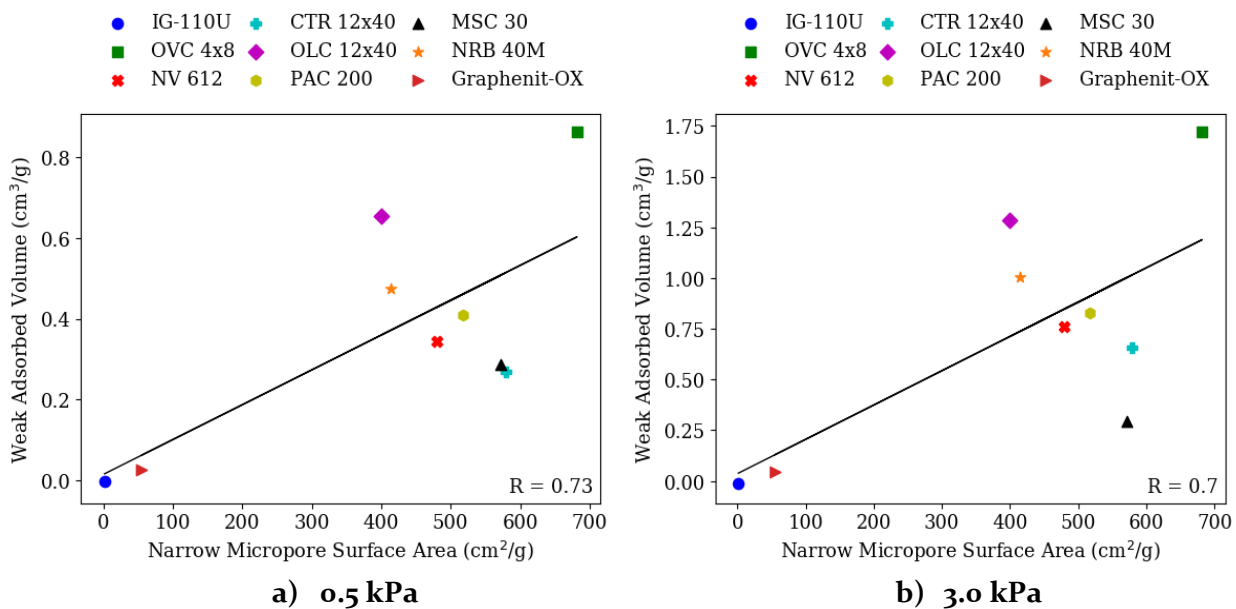 IG-110U CTR 12x40 MSC 30
OVC 4x8 OLC 12x40 NRB 40M
NV 612 PAC 200 Graphenit-OX
Weak Adsorbed Volume (cm³/g)
0.8
0.6
0.4
0.2
0.0
R = 0.73
0 100 200 300 400 500 600 700
Narrow Micropore Surface Area (cm²/g)
a) 0.5 kPa
IG-110U CTR 12x40 MSC 30
OVC 4x8 OLC 12x40 NRB 40M
NV 612 PAC 200 Graphenit-OX
Weak Adsorbed Volume (cm³/g)
1.75
1.50
1.25
1.00
0.75
0.50
0.25
0.00
R = 0.7
0 100 200 300 400 500 600 700
Narrow Micropore Surface Area (cm²/g)
b) 3.0 kPa